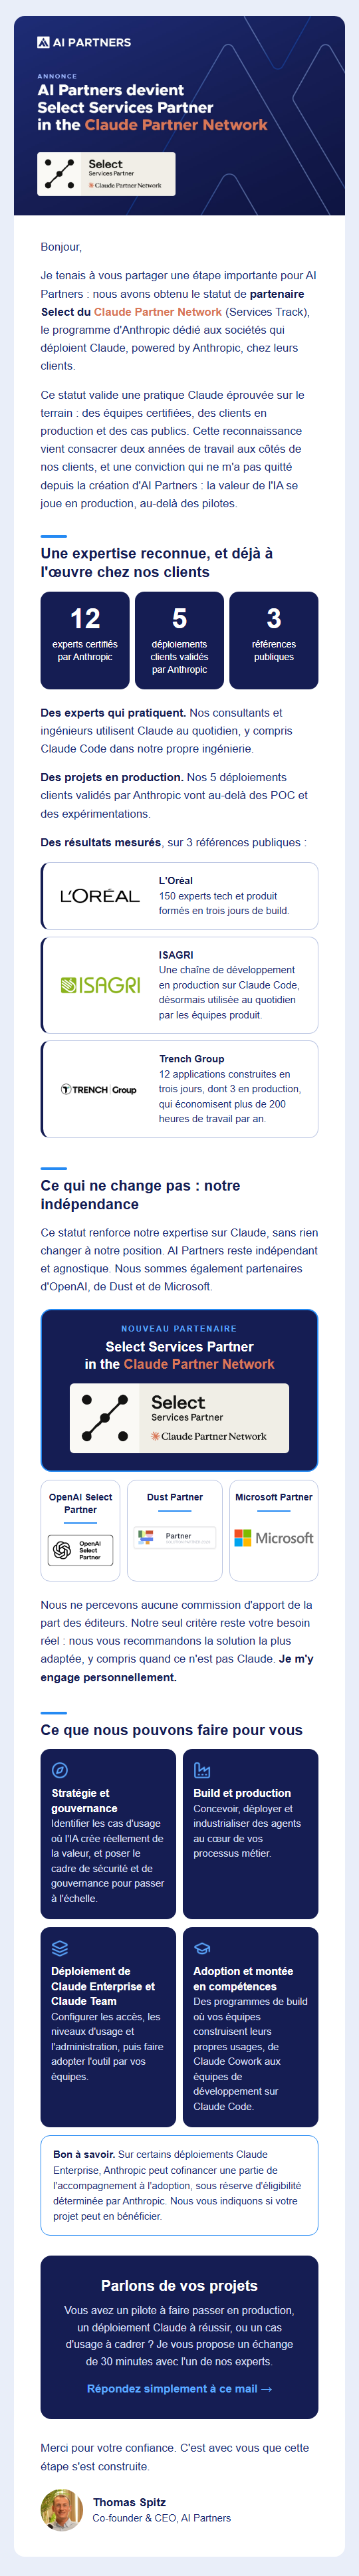 AI PARTNERS
ANNONCE
AI Partners devient
Select Services Partner
in the Claude Partner Network
Select
Services Partner
Claude Partner Network
Bonjour,
Je tenais à vous partager une étape importante pour AI
Partners : nous avons obtenu le statut de partenaire
Select du Claude Partner Network (Services Track),
le programme d'Anthropic dédié aux sociétés qui
déploient Claude, powered by Anthropic, chez leurs
clients.
Ce statut valide une pratique Claude éprouvée sur le
terrain : des équipes certifiées, des clients en
production et des cas publics. Cette reconnaissance
vient consacrer deux années de travail aux côtés de
nos clients, et une conviction qui ne m'a pas quitté
depuis la création d'AI Partners : la valeur de l'IA se
joue en production, au-delà des pilotes.
Une expertise reconnue, et déjà à
l'œuvre chez nos clients
12
experts certifiés
par Anthropic
5
déploiements
clients validés
par Anthropic
3
références
publiques
Des experts qui pratiquent. Nos consultants et
ingénieurs utilisent Claude au quotidien, y compris
Claude Code dans notre propre ingénierie.
Des projets en production. Nos 5 déploiements
clients validés par Anthropic vont au-delà des POC et
des expérimentations.
Des résultats mesurés, sur 3 références publiques :
L'ORÉAL
L'Oréal
150 experts tech et produit
formés en trois jours de build.
ISAGRI
ISAGRI
Une chaîne de développement
en production sur Claude Code,
désormais utilisée au quotidien
par les équipes produit.
TRENCH Group
Trench Group
12 applications construites en
trois jours, dont 3 en production,
qui économisent plus de 200
heures de travail par an.
Ce qui ne change pas : notre
indépendance
Ce statut renforce notre expertise sur Claude, sans rien
changer à notre position. AI Partners reste indépendant
et agnostique. Nous sommes également partenaires
d'OpenAI, de Dust et de Microsoft.
NOUVEAU PARTENAIRE
Select Services Partner
in the Claude Partner Network
Select
Services Partner
Claude Partner Network
OpenAI Select
Partner
OpenAI
Select
Partner
Dust Partner
Partner
Microsoft Partner
Microsoft
Nous ne percevons aucune commission d'apport de la
part des éditeurs. Notre seul critère reste votre besoin
réel : nous vous recommandons la solution la plus
adaptée, y compris quand ce n'est pas Claude. Je m'y
engage personnellement.
Ce que nous pouvons faire pour vous
Stratégie et
gouvernance
Identifier les cas d'usage
où l'IA crée réellement de
la valeur, et poser le
cadre de sécurité et de
gouvernance pour passer
à l'échelle.
Build et production
Concevoir, déployer et
industrialiser des agents
au cœur de vos
processus métier.
Déploiement de
Claude Enterprise et
Claude Team
Configurer les accès, les
niveaux d'usage et
l'administration, puis faire
adopter l'outil par vos
équipes.
Adoption et montée
en compétences
Des programmes de build
où vos équipes
construisent leurs
propres usages, de
Claude Cowork aux
équipes de
développement sur
Claude Code.
Bon à savoir. Sur certains déploiements Claude
Enterprise, Anthropic peut cofinancer une partie de
l'accompagnement à l'adoption, sous réserve d'éligibilité
déterminée par Anthropic. Nous vous indiquons si votre
projet peut en bénéficier.
Parlons de vos projets
Vous avez un pilote à faire passer en production,
un déploiement Claude à réussir, ou un cas
d'usage à cadrer ? Je vous propose un échange
de 30 minutes avec l'un de nos experts.
Répondez simplement à ce mail →
Merci pour votre confiance. C'est avec vous que cette
étape s'est construite.
Thomas Spitz
Co-founder & CEO, AI Partners